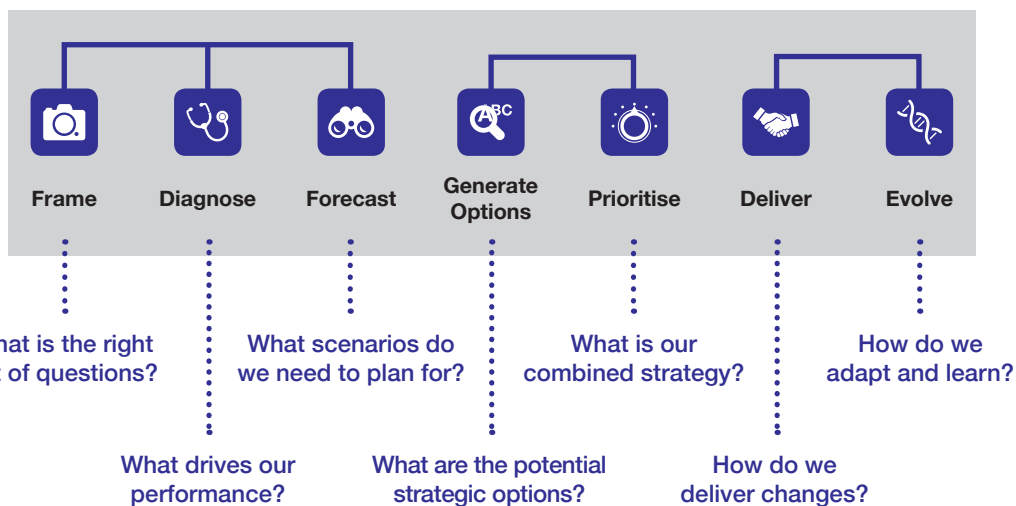 ABC
Frame
Diagnose
Forecast
Generate
Options
Prioritise
Deliver
Evolve
hat is the right
t of questions?
What scenarios do
we need to plan for?
What is our
combined strategy?
How do we
adapt and learn?
What drives our
performance?
What are the potential
strategic options?
How do we
deliver changes?